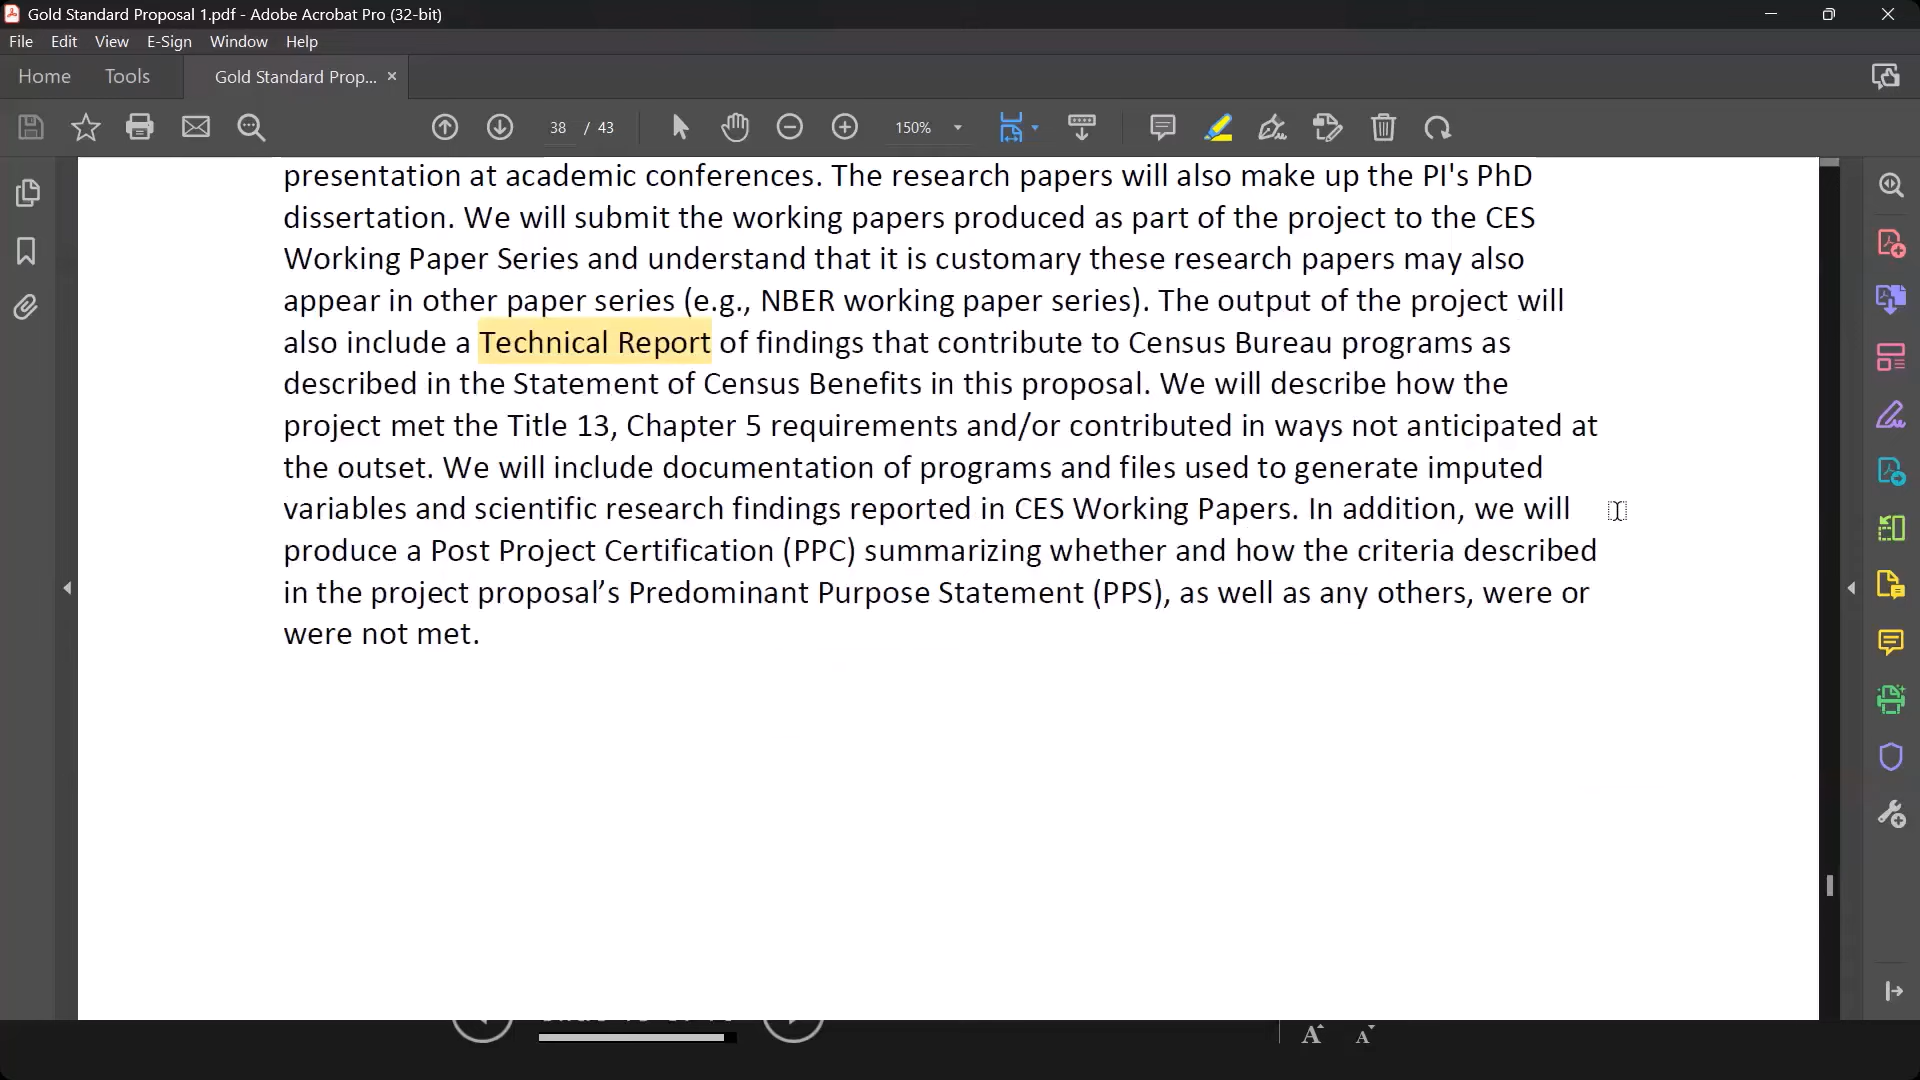 Gold Standard Proposal 1.pdf - Adobe Acrobat Pro (32-bit)
File Edit View E-Sign Window Help
Home Tools Gold Standard Prop... ×
38 / 43 150%
presentation at academic conferences. The research papers will also make up the PI's PhD
dissertation. We will submit the working papers produced as part of the project to the CES
Working Paper Series and understand that it is customary these research papers may also
appear in other paper series (e.g., NBER working paper series). The output of the project will
also include a Technical Report of findings that contribute to Census Bureau programs as
described in the Statement of Census Benefits in this proposal. We will describe how the
project met the Title 13, Chapter 5 requirements and/or contributed in ways not anticipated at
the outset. We will include documentation of programs and files used to generate imputed
variables and scientific research findings reported in CES Working Papers. In addition, we will
produce a Post Project Certification (PPC) summarizing whether and how the criteria described
in the project proposal’s Predominant Purpose Statement (PPS), as well as any others, were or
were not met.
A A